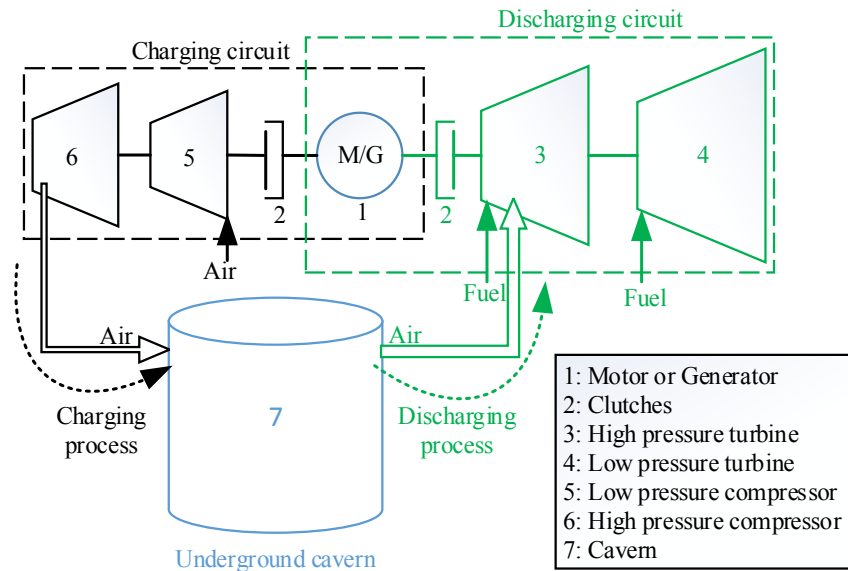 Discharging circuit
Charging circuit
6
5
2
M/G
1
2
3
4
Air
Fuel
Fuel
Air
Air
Charging
process
7
Discharging
process
Underground cavern
1: Motor or Generator
2: Clutches
3: High pressure turbine
4: Low pressure turbine
5: Low pressure compressor
6: High pressure compressor
7: Cavern